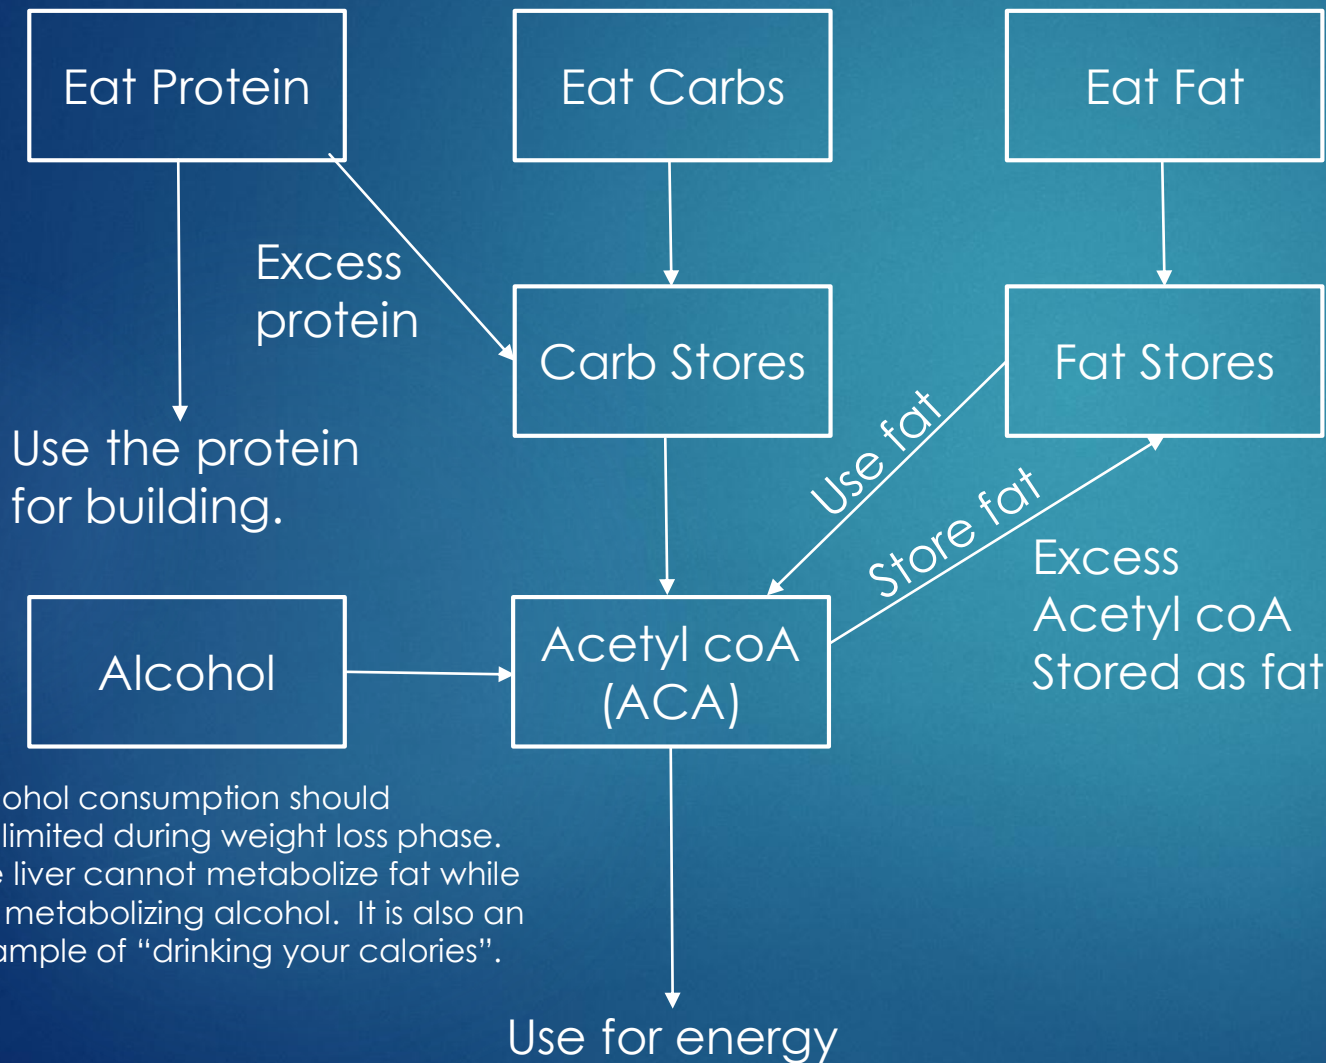 Eat Protein
Eat Carbs
Eat Fat
Excess
protein
Carb Stores
Fat Stores
Use the protein
for building.
Use fat
Store fat
Excess
Acetyl coA
Stored as fat
Alcohol
Acetyl coA
(ACA)
ohol consumption should
limited during weight loss phase.
e liver cannot metabolize fat while
metabolizing alcohol. It is also an
ample of “drinking your calories”.
Use for energy